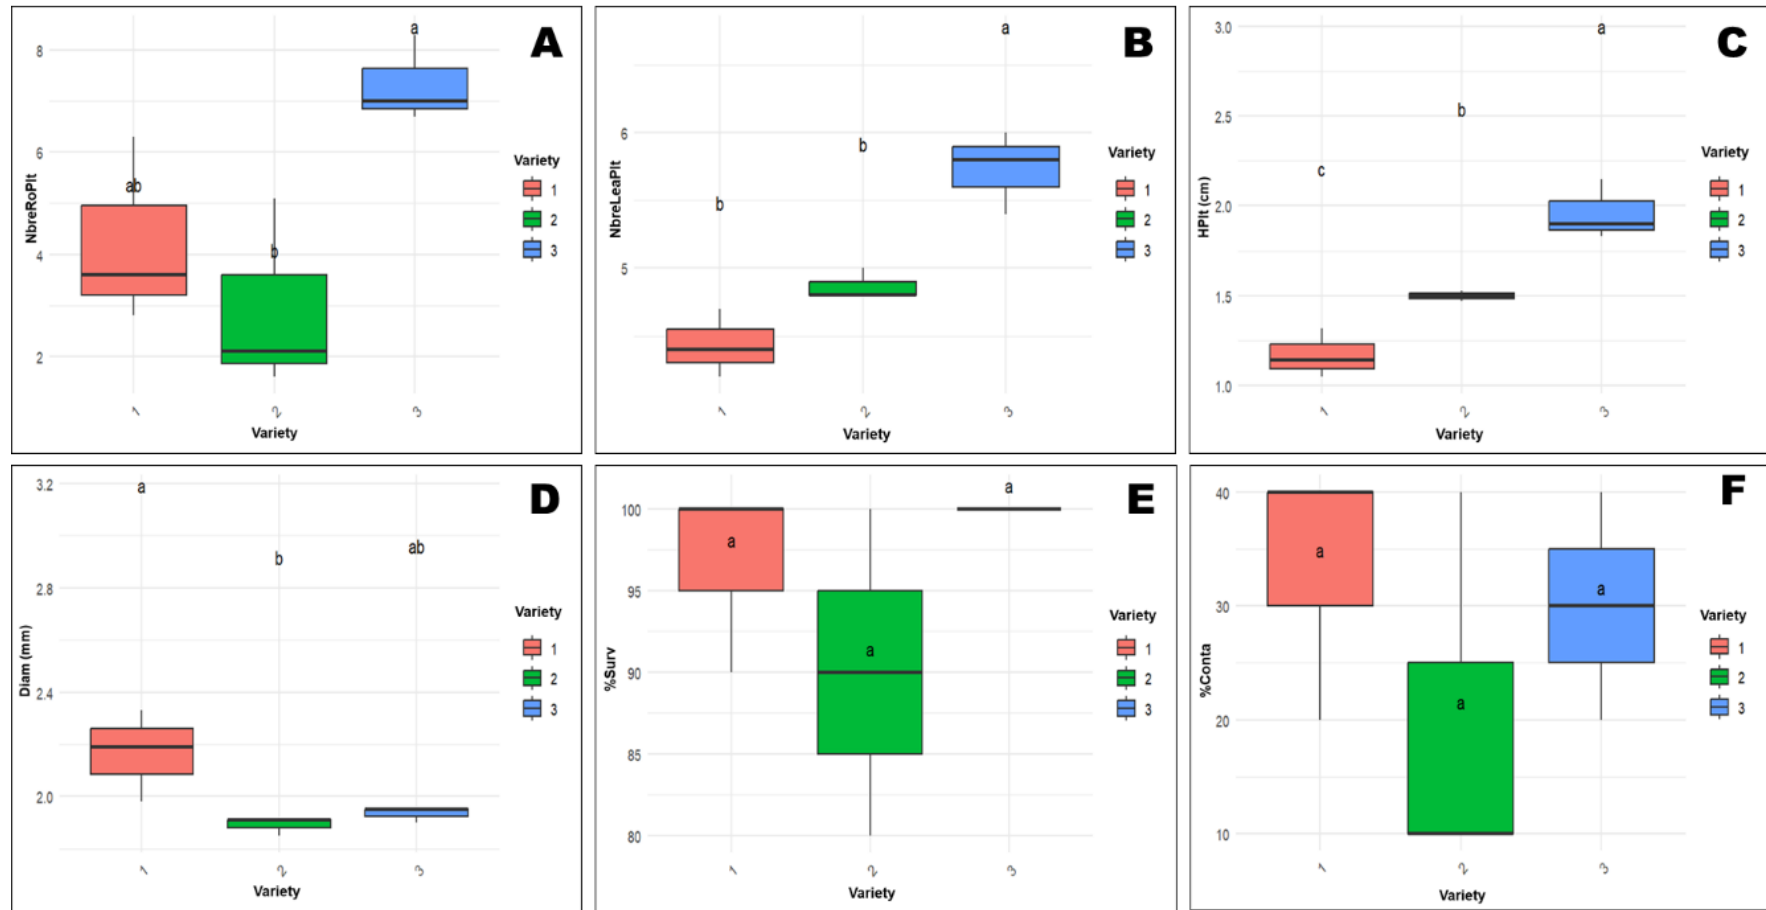 A
NbreRoPlt
8
6
4
2
a
ab
b
1
2
3
Variety
Variety
1
2
3
B
NbreLeaPlt
6
5
a
b
b
1
2
3
Variety
Variety
1
2
3
C
HPlt (cm)
3.0
2.5
2.0
1.5
1.0
a
b
c
1
2
3
Variety
Variety
1
2
3
D
Diam (mm)
3.2
2.8
2.4
2.0
a
b
ab
1
2
3
Variety
Variety
1
2
3
E
%Surv
100
95
90
85
80
a
a
a
1
2
3
Variety
Variety
1
2
3
F
%Conta
40
30
20
10
a
a
a
1
2
3
Variety
Variety
1
2
3